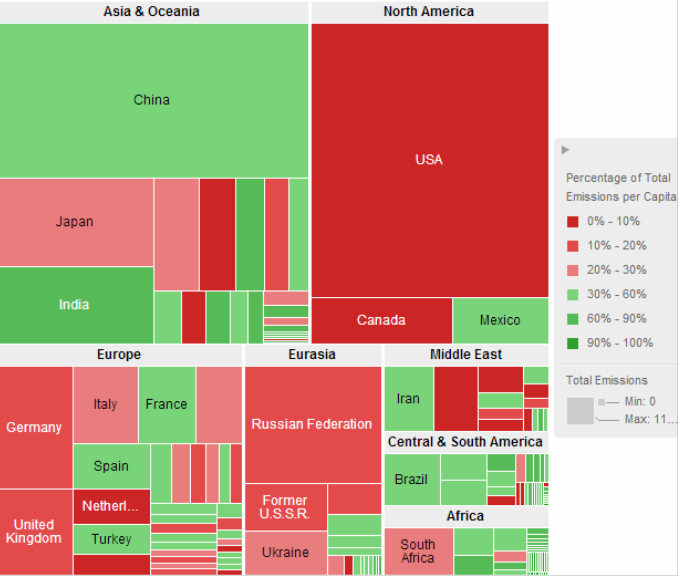 Asia & Oceania
North America
China
USA
Japan
India
Canada
Mexico
Europe
Eurasia
Middle East
Germany
Italy
France
Russian Federation
Iran
Central & South America
Spain
Brazil
Netherl...
Former
U.S.S.R.
United
Kingdom
Turkey
Ukraine
Africa
South
Africa
Percentage of Total
Emissions per Capita
0% - 10%
10% - 20%
20% - 30%
30% - 60%
60% - 90%
90% - 100%
Total Emissions
Min: 0
Max: 11...